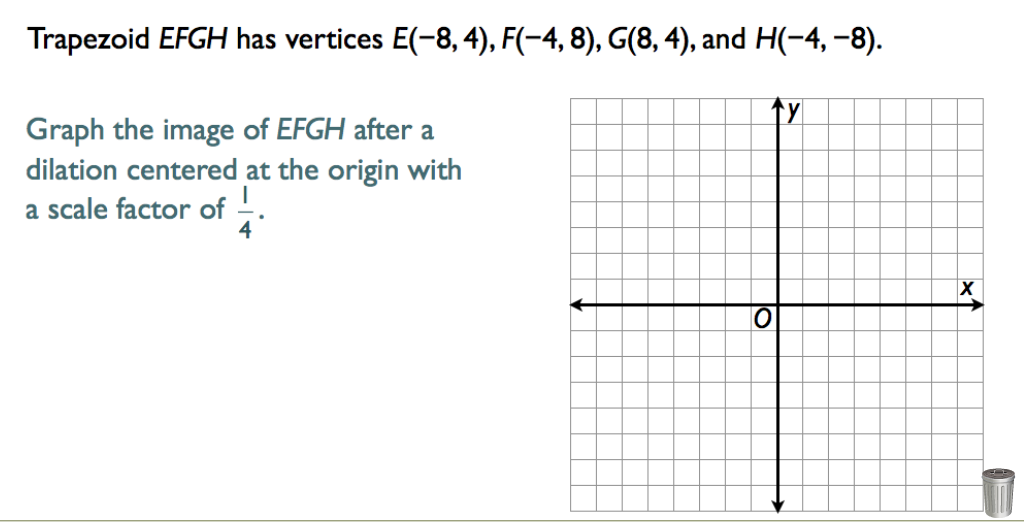 Trapezoid EFGH has vertices E(−8, 4), F(−4, 8), G(8, 4), and H(−4, −8).
Graph the image of EFGH after a
dilation centered at the origin with
a scale factor of 1/4.
y
x
O